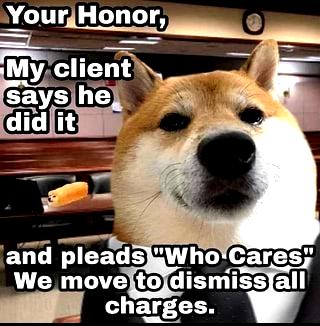 Your Honor,
My client
says he
did it
and pleads "Who Cares"
We move to dismiss all
charges.